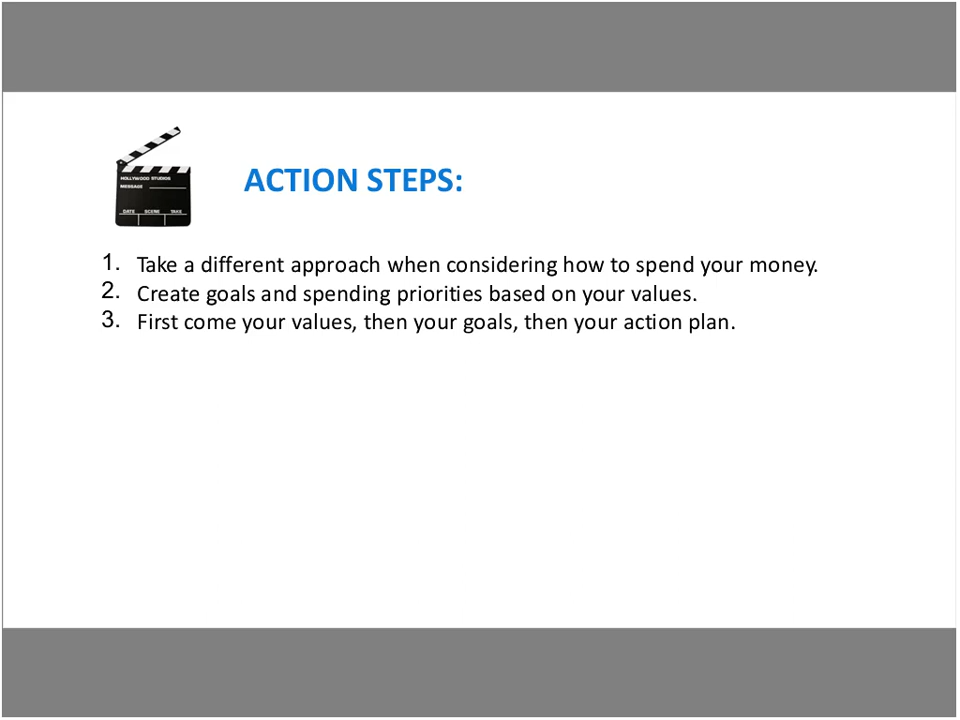 HOLLYWOOD STUDIOS
MESSAGE
DATE SCENE TAKE
ACTION STEPS:
1. Take a different approach when considering how to spend your money.
2. Create goals and spending priorities based on your values.
3. First come your values, then your goals, then your action plan.